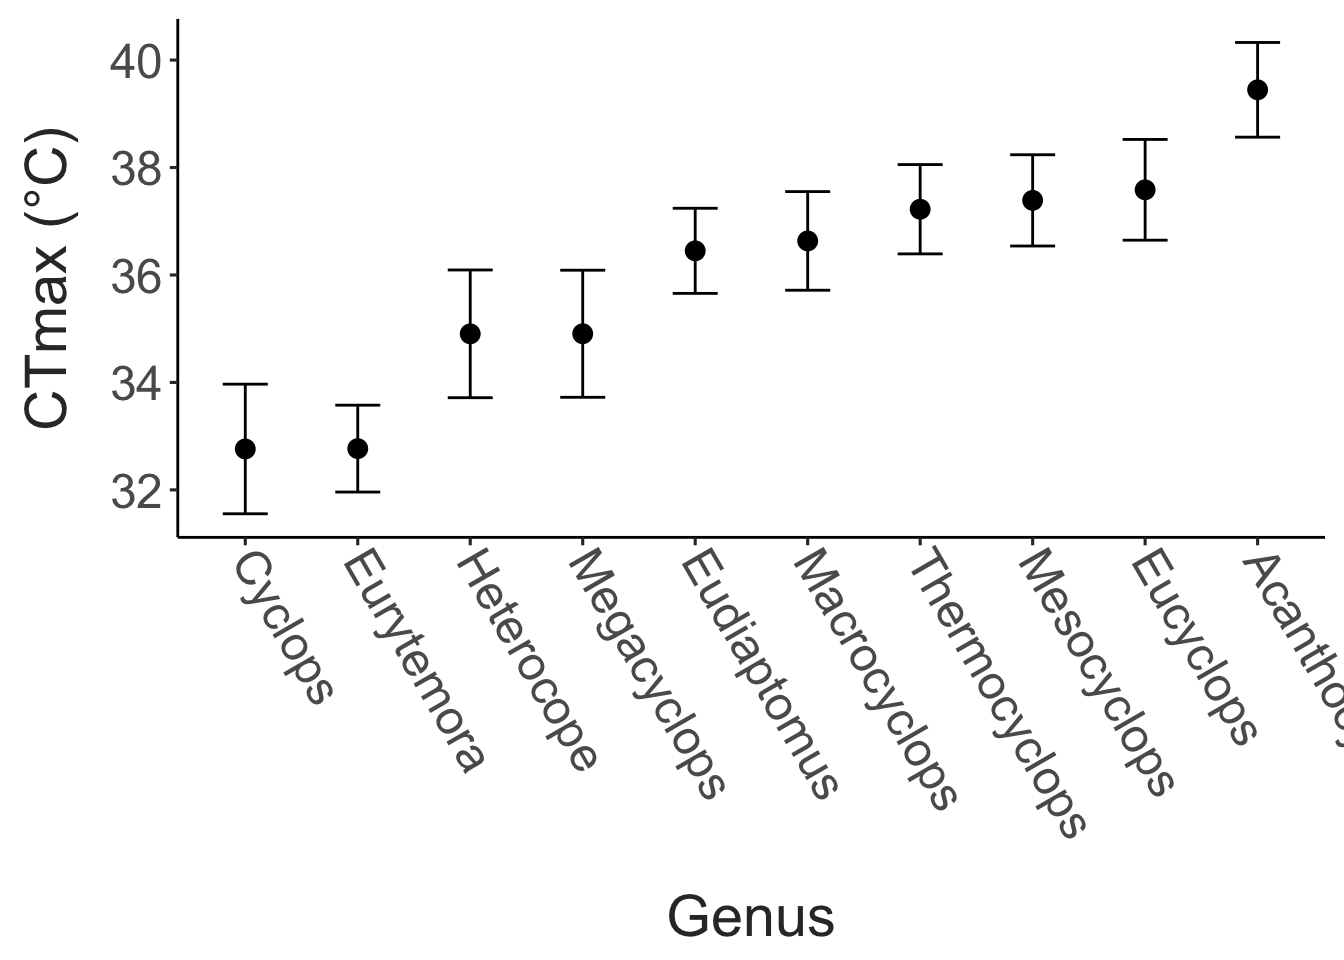 CTmax (°C)
40
38
36
34
32
Cyclops
Eurytemora
Heterocope
Megacyclops
Eudiaptomus
Macrocyclops
Thermocyclops
Mesocyclops
Eucyclops
Genus